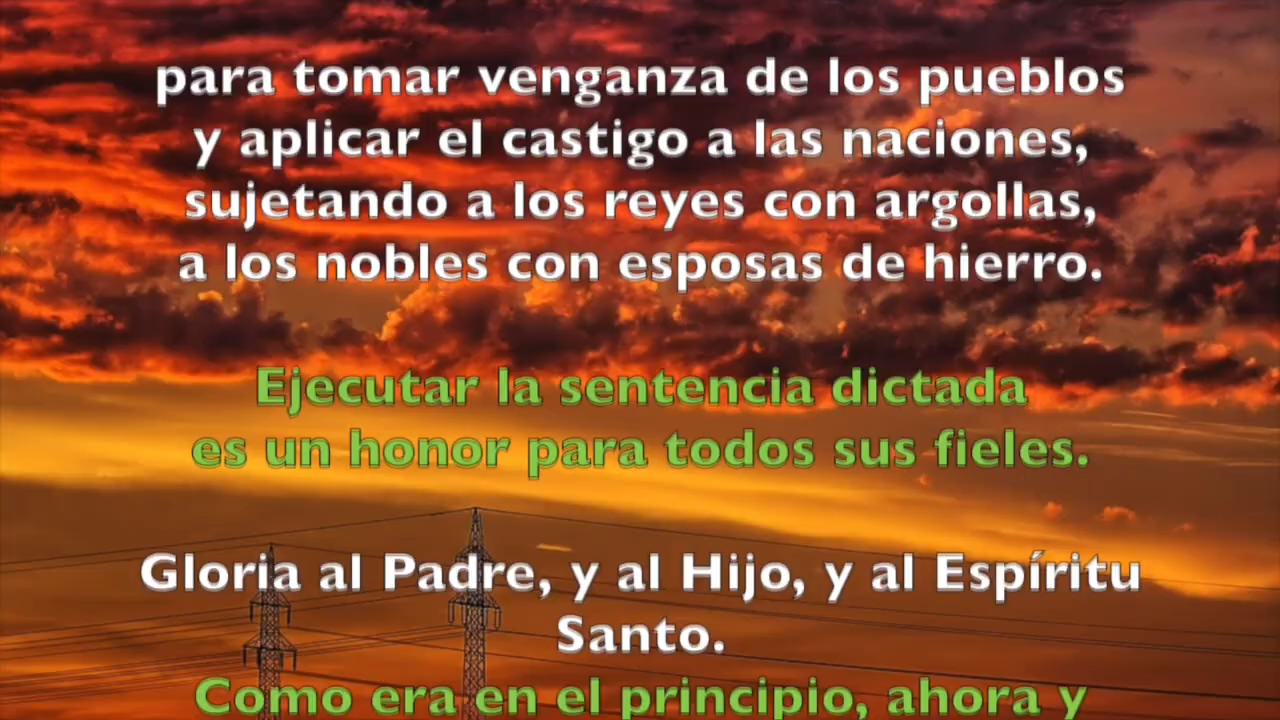 para tomar venganza de los pueblos
y aplicar el castigo a las naciones,
sujetando a los reyes con argollas,
a los nobles con esposas de hierro.
Ejecutar la sentencia dictada
es un honor para todos sus fieles.
Gloria al Padre, y al Hijo, y al Espíritu
Santo.
Como era en el principio, ahora y